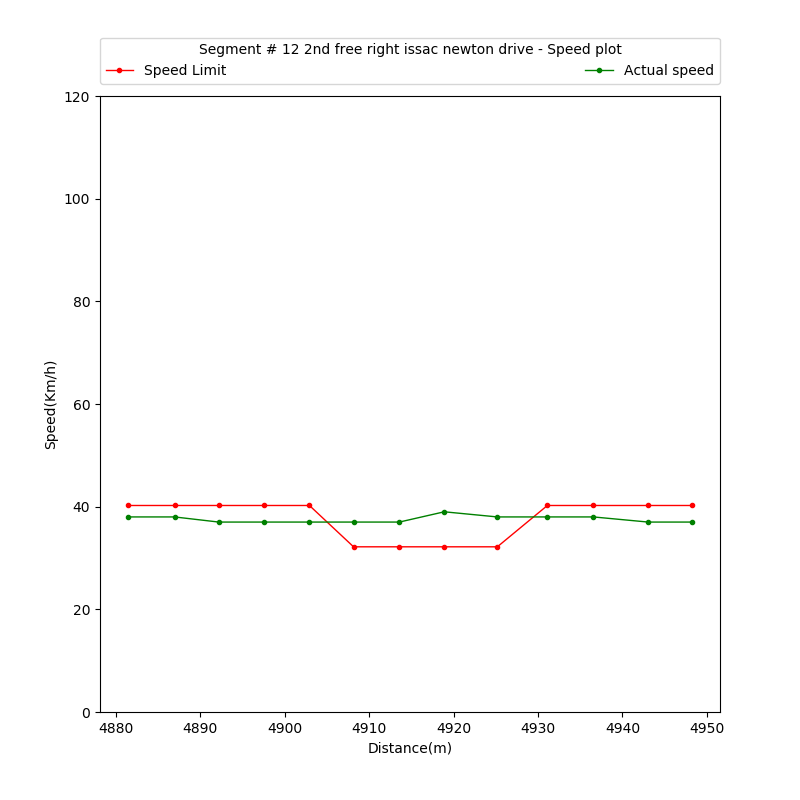 Segment # 12 2nd free right issac newton drive - Speed plot
Speed Limit Actual speed
120
100
80
60
40
20
0
Speed(Km/h)
4880 4890 4900 4910 4920 4930 4940 4950
Distance(m)